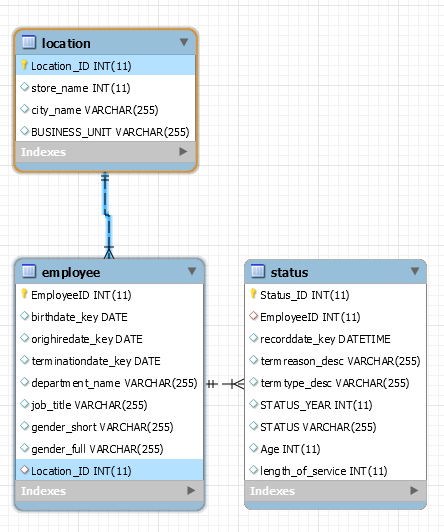 location
Location_ID INT(11)
store_name INT(11)
city_name VARCHAR(255)
BUSINESS_UNIT VARCHAR(255)
Indexes
employee
EmployeeID INT(11)
birthdate_key DATE
orighiredate_key DATE
terminationdate_key DATE
department_name VARCHAR(255)
job_title VARCHAR(255)
gender_short VARCHAR(255)
gender_full VARCHAR(255)
Location_ID INT(11)
Indexes
status
Status_ID INT(11)
EmployeeID INT(11)
recorddate_key DATETIME
termreason_desc VARCHAR(255)
termtype_desc VARCHAR(255)
STATUS_YEAR INT(11)
STATUS VARCHAR(255)
Age INT(11)
length_of_service INT(11)
Indexes